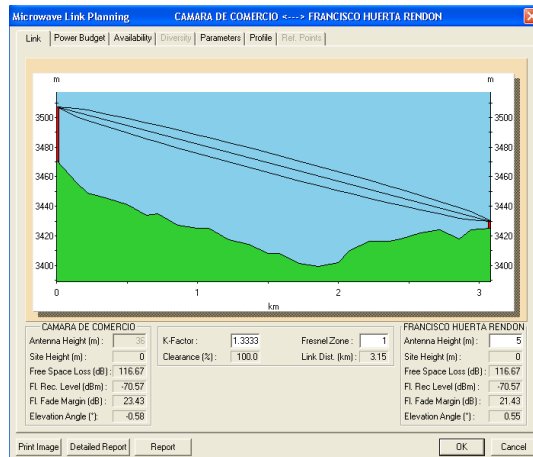 Microwave Link Planning CAMARA DE COMERCIO <---> FRANCISCO HUERTA RENDON
Link Power Budget Availability Diversity Parameters Profile Ref. Points
m m
3500 3500
3480 3480
3460 3460
3440 3440
3420 3420
3400 3400
0 1 2 3
km
CAMARA DE COMERCIO FRANCISCO HUERTA RENDON
Antenna Height (m) : 36 K-Factor : 1.3333 Fresnel Zone : 1 Antenna Height (m) : 5
Site Height (m) : 0 Clearance (%) : 100.0 Link Dist. (km) : 3.15 Site Height (m) : 0
Free Space Loss (dB) : 116.67 Free Space Loss (dB) : 116.67
Fl. Rec. Level (dBm) : -70.57 Fl. Rec. Level (dBm) : -70.57
Fl. Fade Margin (dB) : 23.43 Fl. Fade Margin (dB) : 21.43
Elevation Angle (°): -0.58 Elevation Angle (°): 0.55
Print Image Detailed Report Report OK Cancel